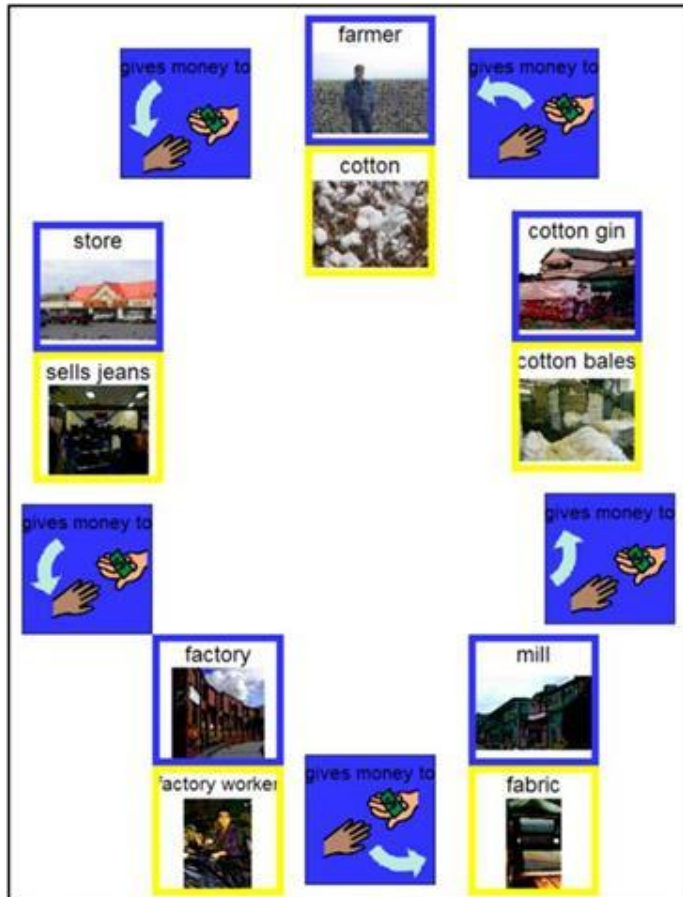 farmer
gives money to
gives money to
cotton
store
cotton gin
sells jeans
cotton bales
gives money to
gives money to
factory
mill
gives money to
factory worker
fabric